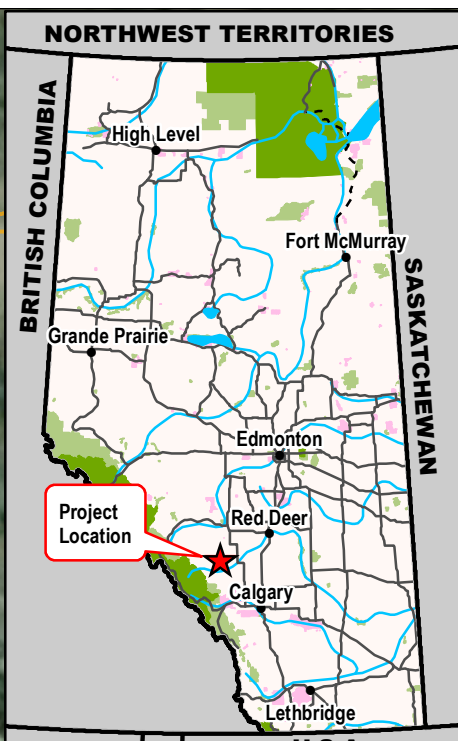 NORTHWEST TERRITORIES
BRITISH COLUMBIA
High Level
Fort McMurray
SASKATCHEWAN
Grande Prairie
Edmonton
Project
Location
Red Deer
Calgary
Lethbridge